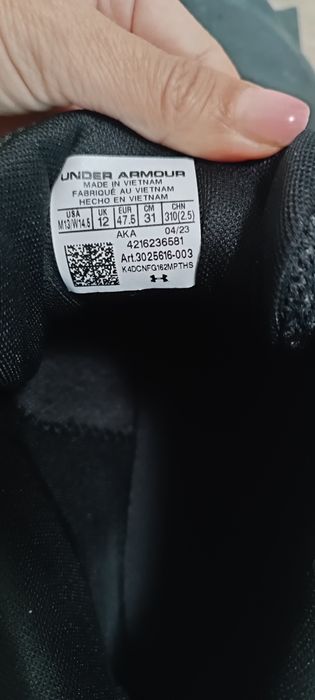 UNDER ARMOUR
MADE IN VIETNAM
FABRIQUÉ AU VIETNAM
HECHO EN VIETNAM
USA UK EUR CM CHN
M13/W14.5 12 47.5 31 310(2.5)
AKA 04/23
4216236581
Art.3025616-003
K4DCNFG162MPTHS